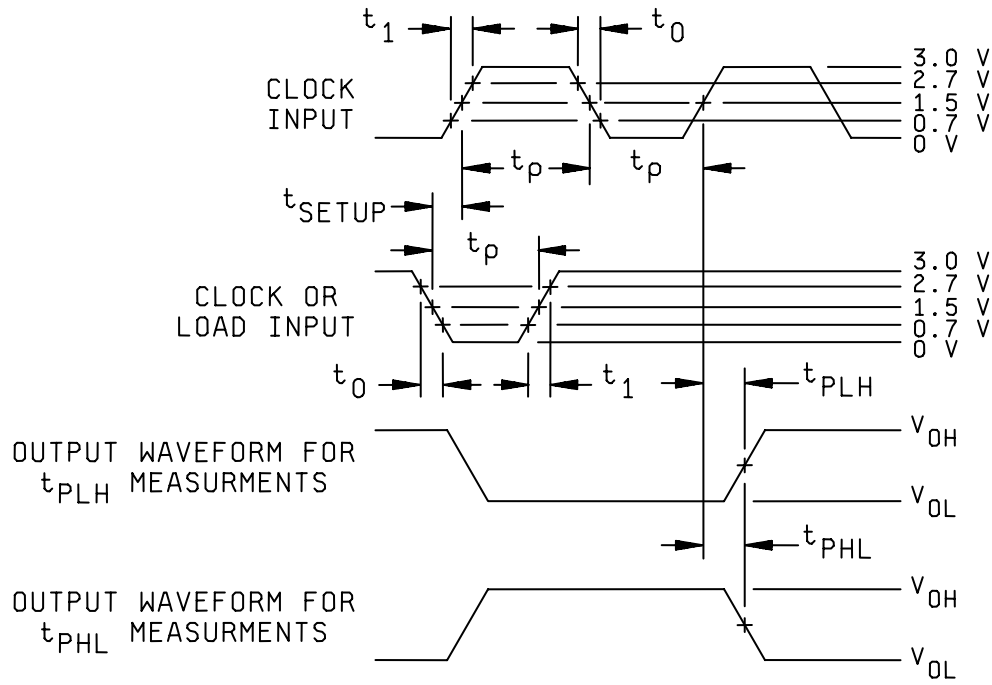 t1 t0
3.0 V
2.7 V
CLOCK
INPUT
1.5 V
0.7 V
0 V
tp tp
tSETUP
tp
3.0 V
2.7 V
CLOCK OR
LOAD INPUT
1.5 V
0.7 V
0 V
t0 t1 tPLH
OUTPUT WAVEFORM FOR
tPLH MEASURMENTS
VOH
VOL
tPHL
OUTPUT WAVEFORM FOR
tPHL MEASURMENTS
VOH
VOL